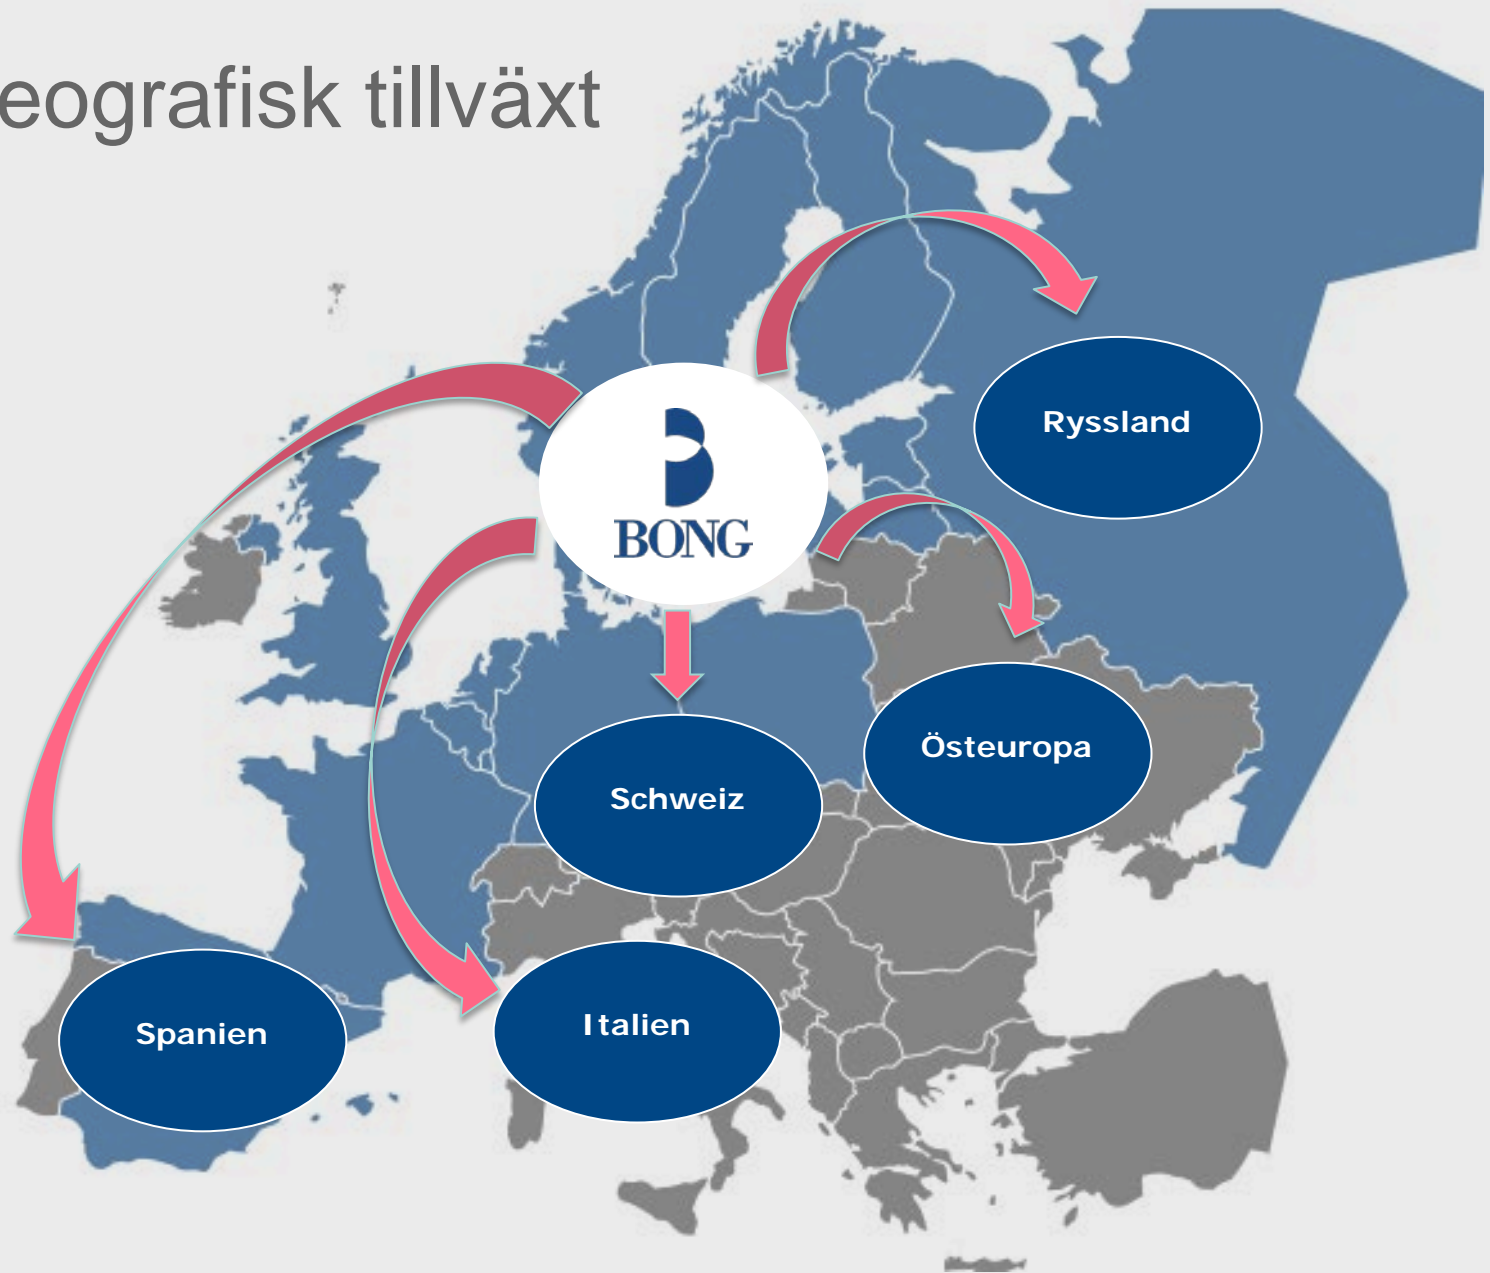 eografisk tillväxt
Ryssland
BONG
Östeuropa
Schweiz
Italien
Spanien